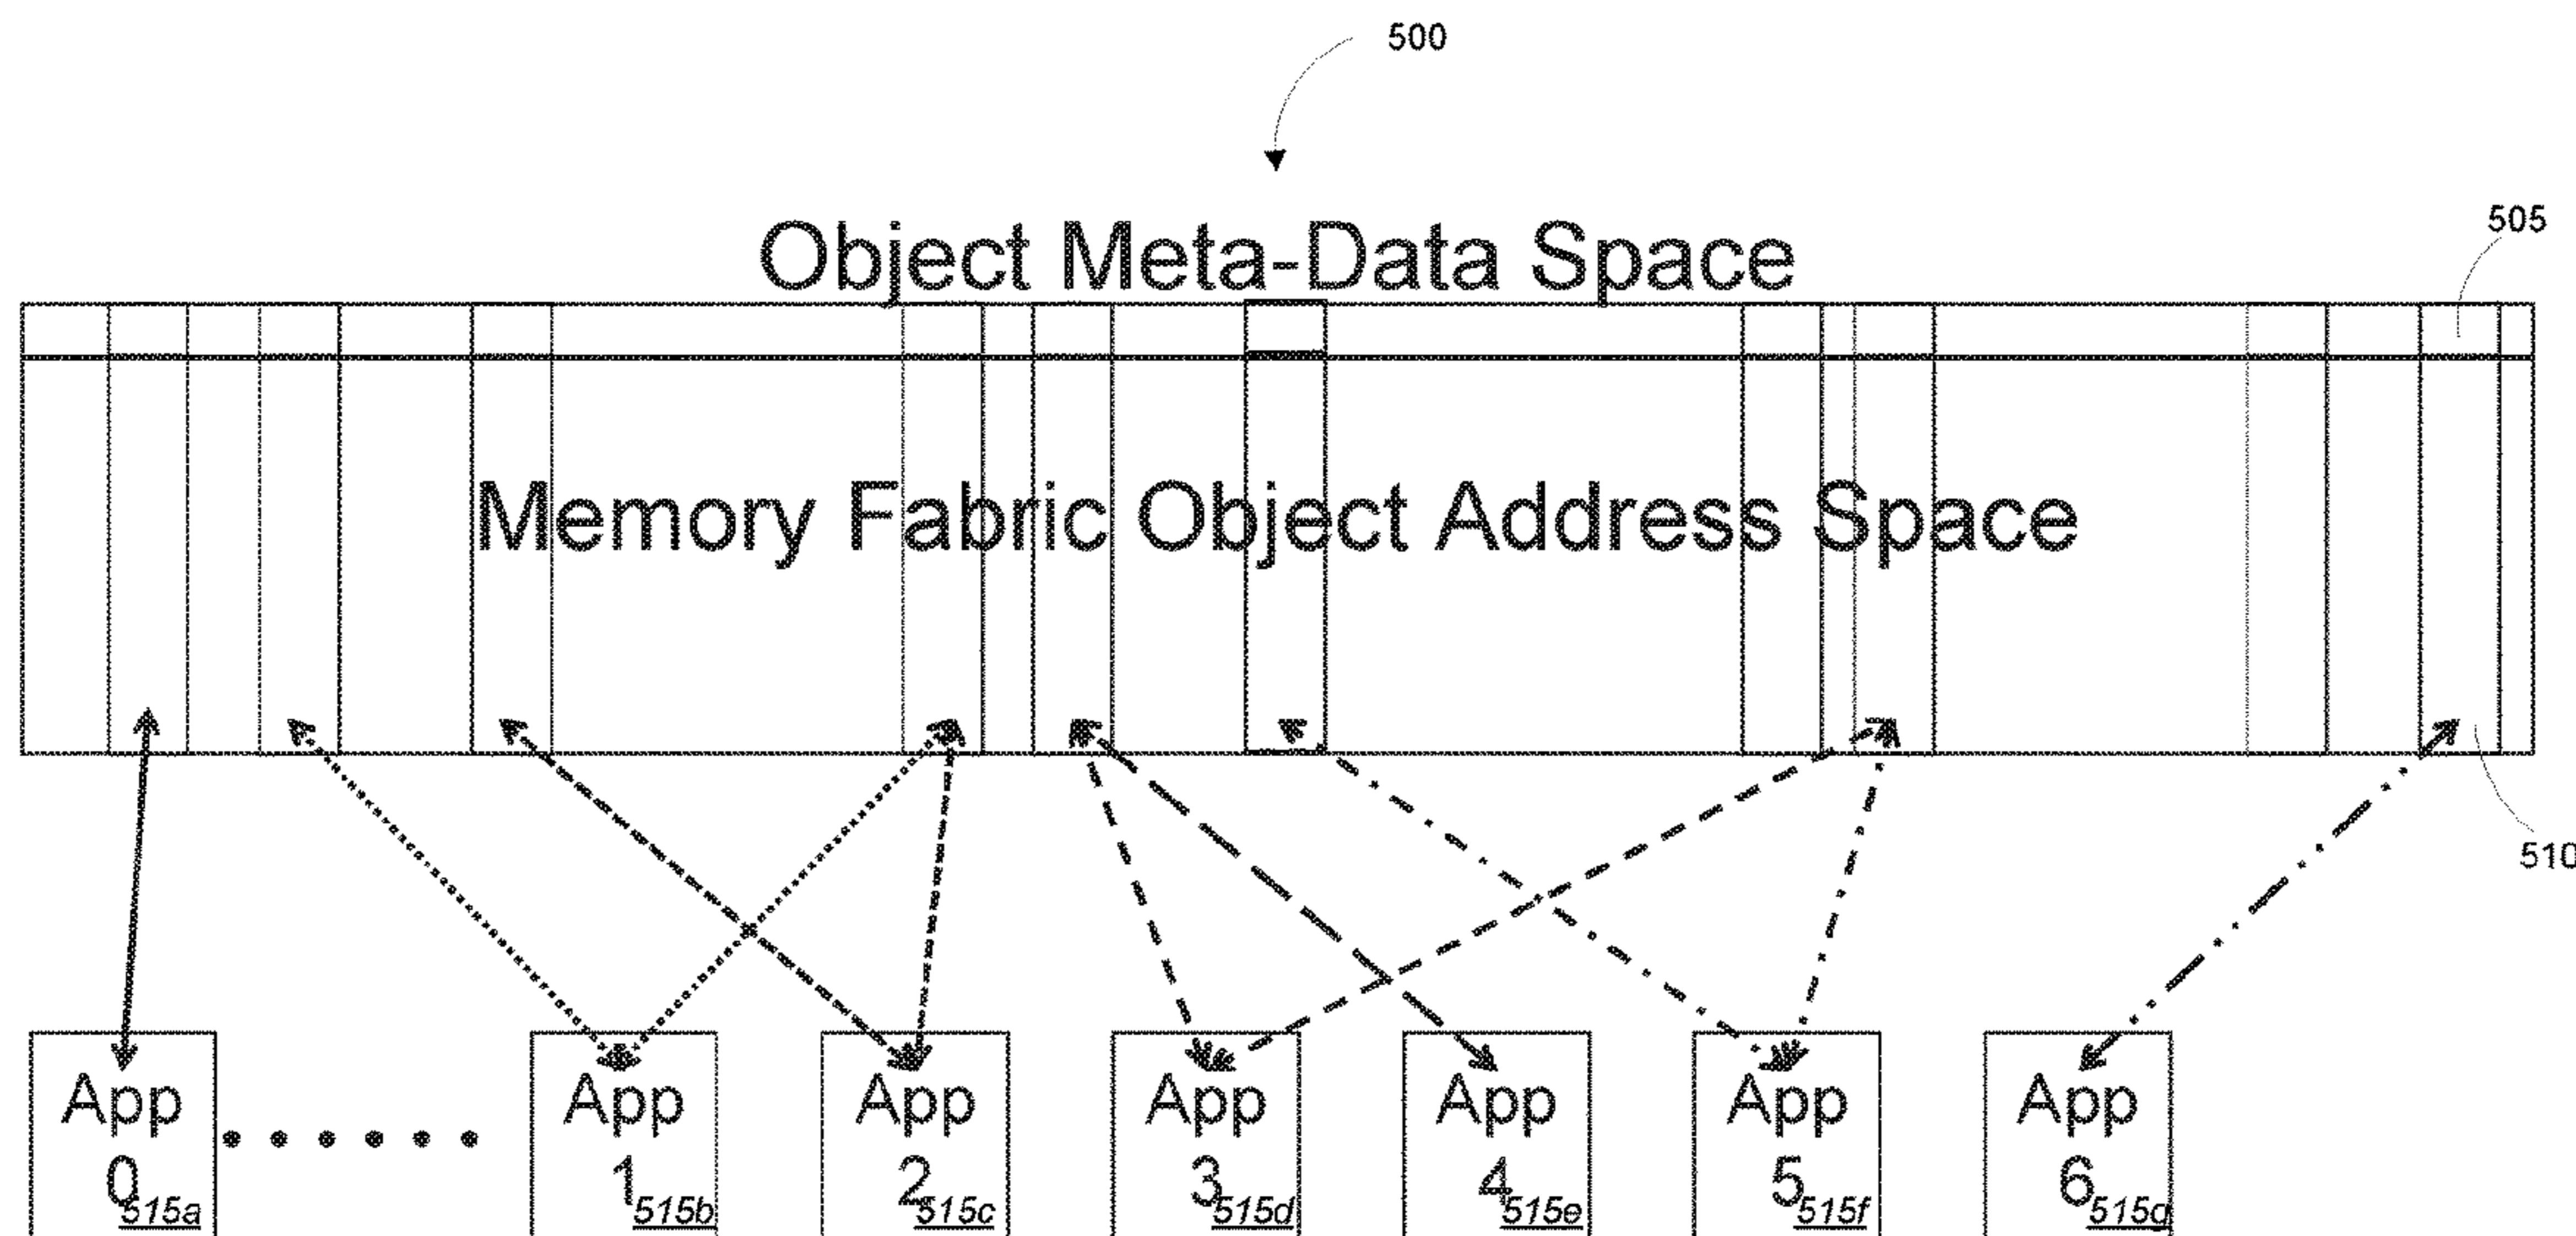 500
Object Meta-Data Space
505
Memory Fabric Object Address Space
510
App App App App App App App
0 1 2 3 4 5 6
515a 515b 515c 515d 515e 515f 515g